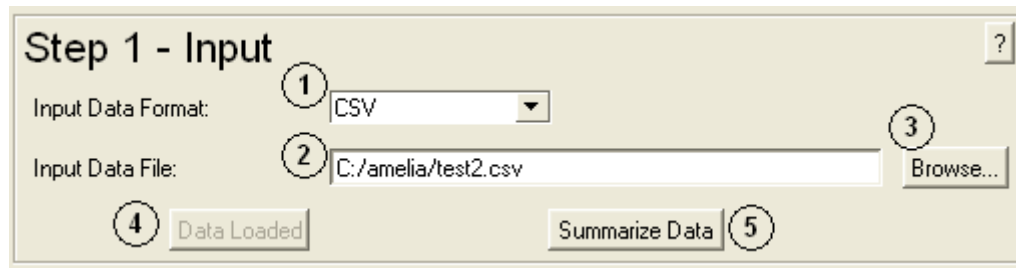 Step 1 - Input
?
1
Input Data Format: CSV
3
2
Input Data File: C:/amelia/test2.csv Browse...
4 Data Loaded Summarize Data 5